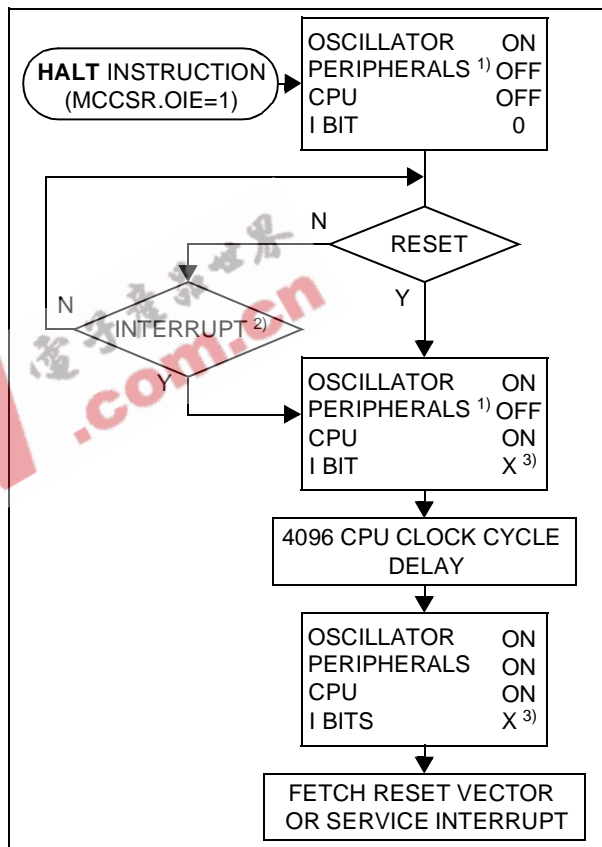 HALT INSTRUCTION
(MCCSR.OIE=1)
OSCILLATOR ON
PERIPHERALS 1) OFF
CPU OFF
I BIT 0
N
RESET
Y
N
INTERRUPT 2)
Y
OSCILLATOR ON
PERIPHERALS 1) OFF
CPU ON
I BIT X 3)
4096 CPU CLOCK CYCLE
DELAY
OSCILLATOR ON
PERIPHERALS ON
CPU ON
I BITS X 3)
FETCH RESET VECTOR
OR SERVICE INTERRUPT
.com.cn